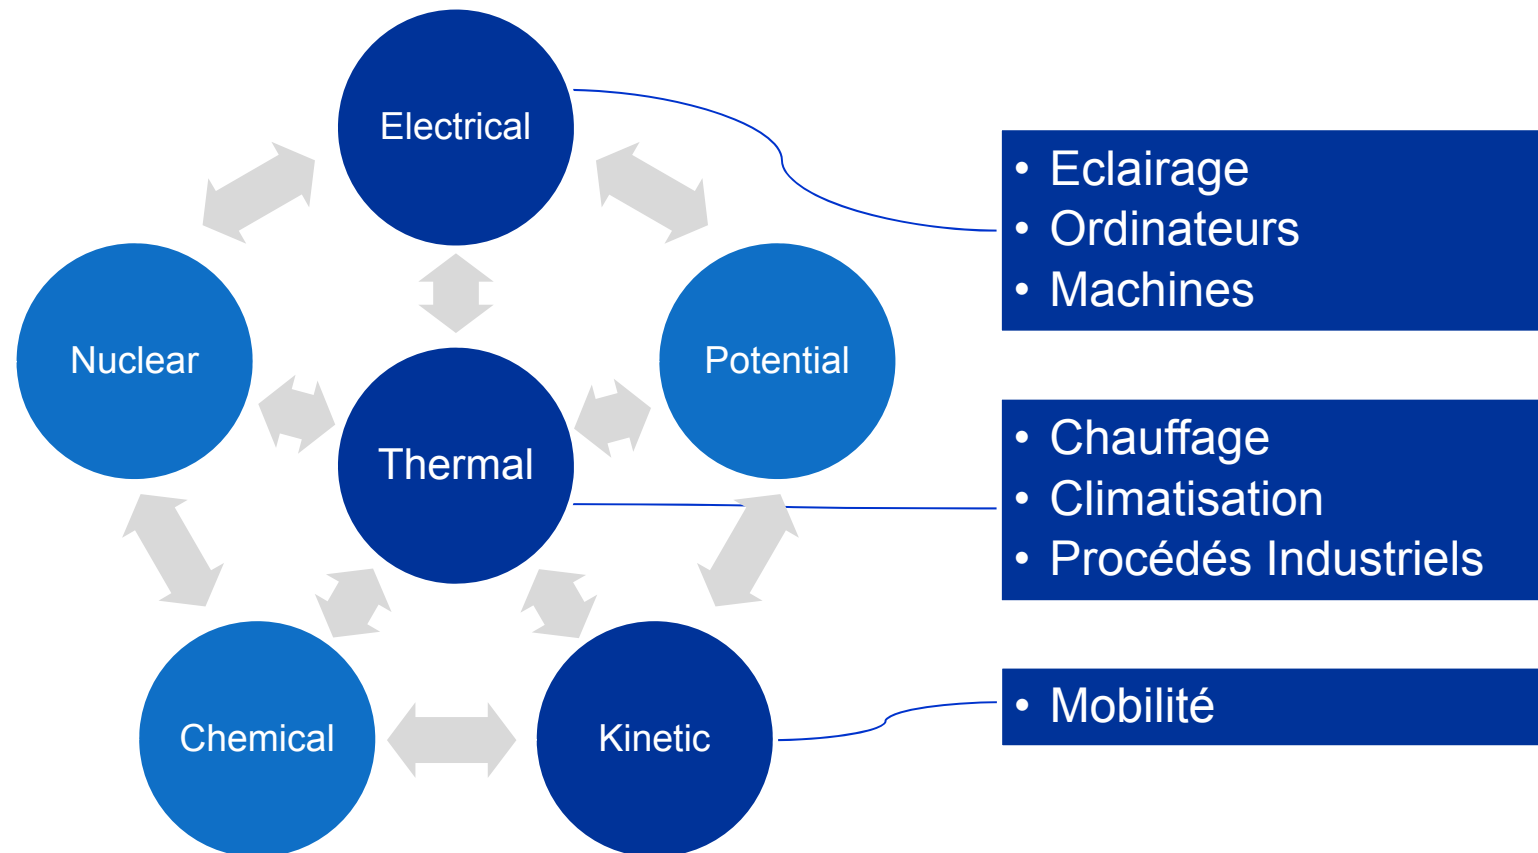 Electrical
Nuclear
Potential
Thermal
Chemical
Kinetic
• Eclairage
• Ordinateurs
• Machines
• Chauffage
• Climatisation
• Procédés Industriels
• Mobilité